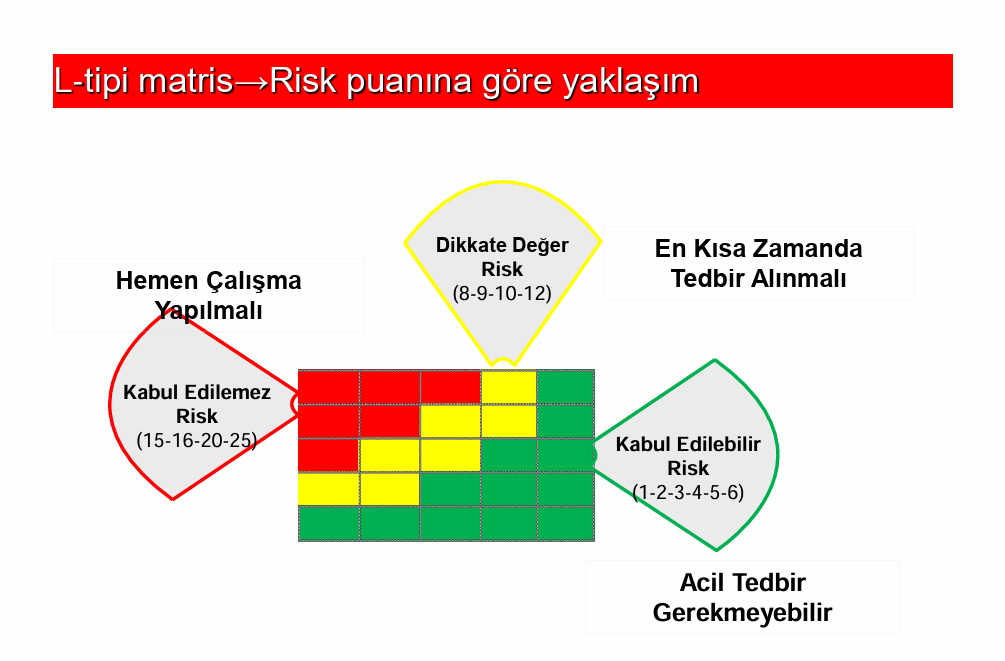 L-tipi matris→Risk puanına göre yaklaşım
Dikkate Değer
Risk
(8-9-10-12)
En Kısa Zamanda
Tedbir Alınmalı
Hemen Çalışma
Yapılmalı
Kabul Edilemez
Risk
(15-16-20-25)
Kabul Edilebilir
Risk
(1-2-3-4-5-6)
Acil Tedbir
Gerekmeyebilir